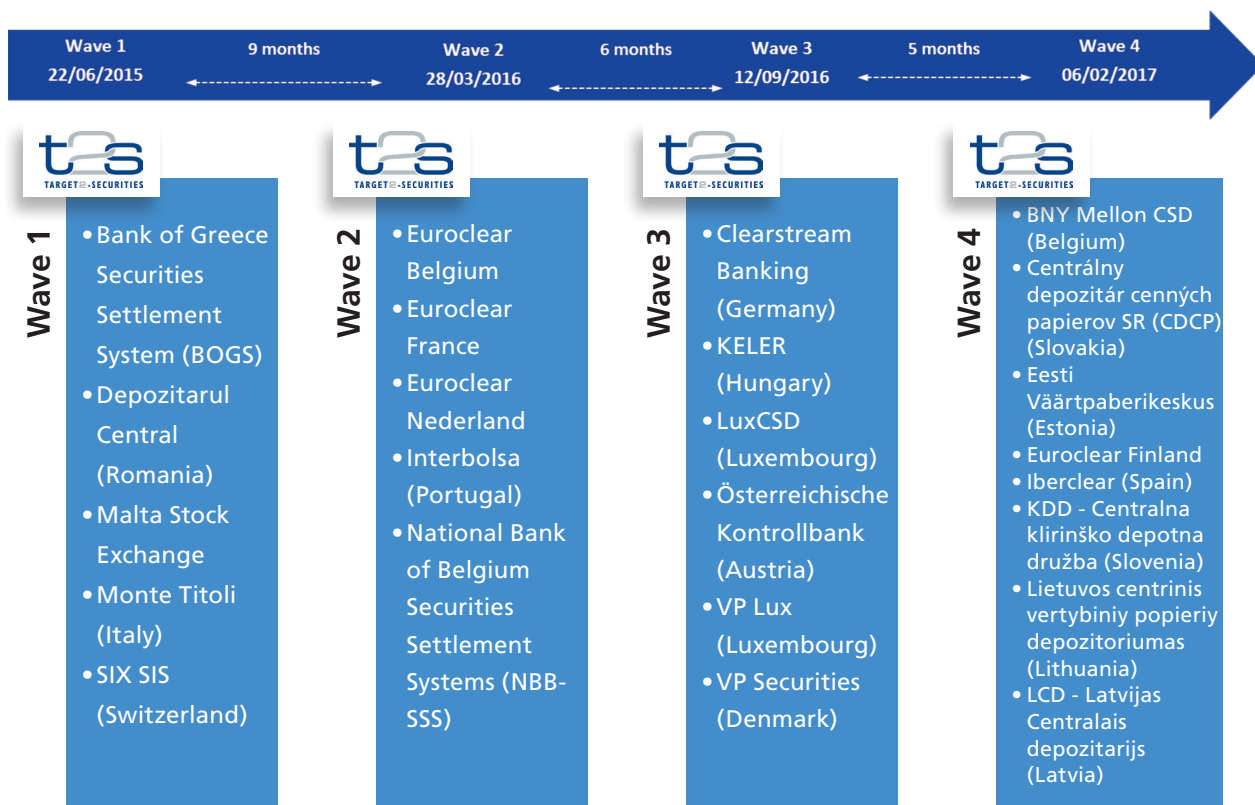 Wave 1
22/06/2015
9 months
Wave 2
28/03/2016
6 months
Wave 3
12/09/2016
5 months
Wave 4
06/02/2017
t2s
TARGET2-SECURITIES
Wave 1
• Bank of Greece
Securities
Settlement
System (BOGS)
• Depozitarul
Central
(Romania)
• Malta Stock
Exchange
• Monte Titoli
(Italy)
• SIX SIS
(Switzerland)
t2s
TARGET2-SECURITIES
Wave 2
• Euroclear
Belgium
• Euroclear
France
• Euroclear
Nederland
• Interbolsa
(Portugal)
• National Bank
of Belgium
Securities
Settlement
Systems (NBB-
SSS)
t2s
TARGET2-SECURITIES
Wave 3
• Clearstream
Banking
(Germany)
• KELER
(Hungary)
• LuxCSD
(Luxembourg)
• Österreichische
Kontrollbank
(Austria)
• VP Lux
(Luxembourg)
• VP Securities
(Denmark)
t2s
TARGET2-SECURITIES
Wave 4
• BNY Mellon CSD
(Belgium)
• Centrálny
depozitár cenných
papierov SR (CDCP)
(Slovakia)
• Eesti
Väärtpaberikeskus
(Estonia)
• Euroclear Finland
• Iberclear (Spain)
• KDD - Centralna
klirinško depotna
družba (Slovenia)
• Lietuvos centrinis
vertybiniy popieriy
depozitoriumas
(Lithuania)
• LCD - Latvijas
Centralais
depozitarijs
(Latvia)